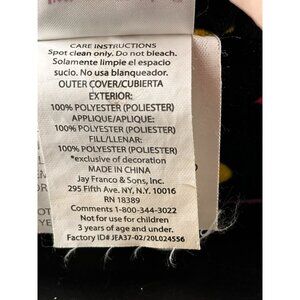 CARE INSTRUCTIONS
Spot clean only. Do not bleach.
Solamente limpie el espacio
sucio. No usa blanqueador.
OUTER COVER/CUBIERTA
EXTERIOR:
100% POLYESTER (POLIESTER)
APPLIQUE/APLIQUE:
100% POLYESTER (POLIESTER)
FILL/LLENAR:
100% POLYESTER (POLIESTER)
*exclusive of decoration
MADE IN CHINA
Jay Franco & Sons, Inc.
295 Fifth Ave. NY, N.Y. 10016
RN 18389
Comments 1-800-344-3022
Not for use for children
3 years of age and under.
Factory ID# JEA37-02/20L024556